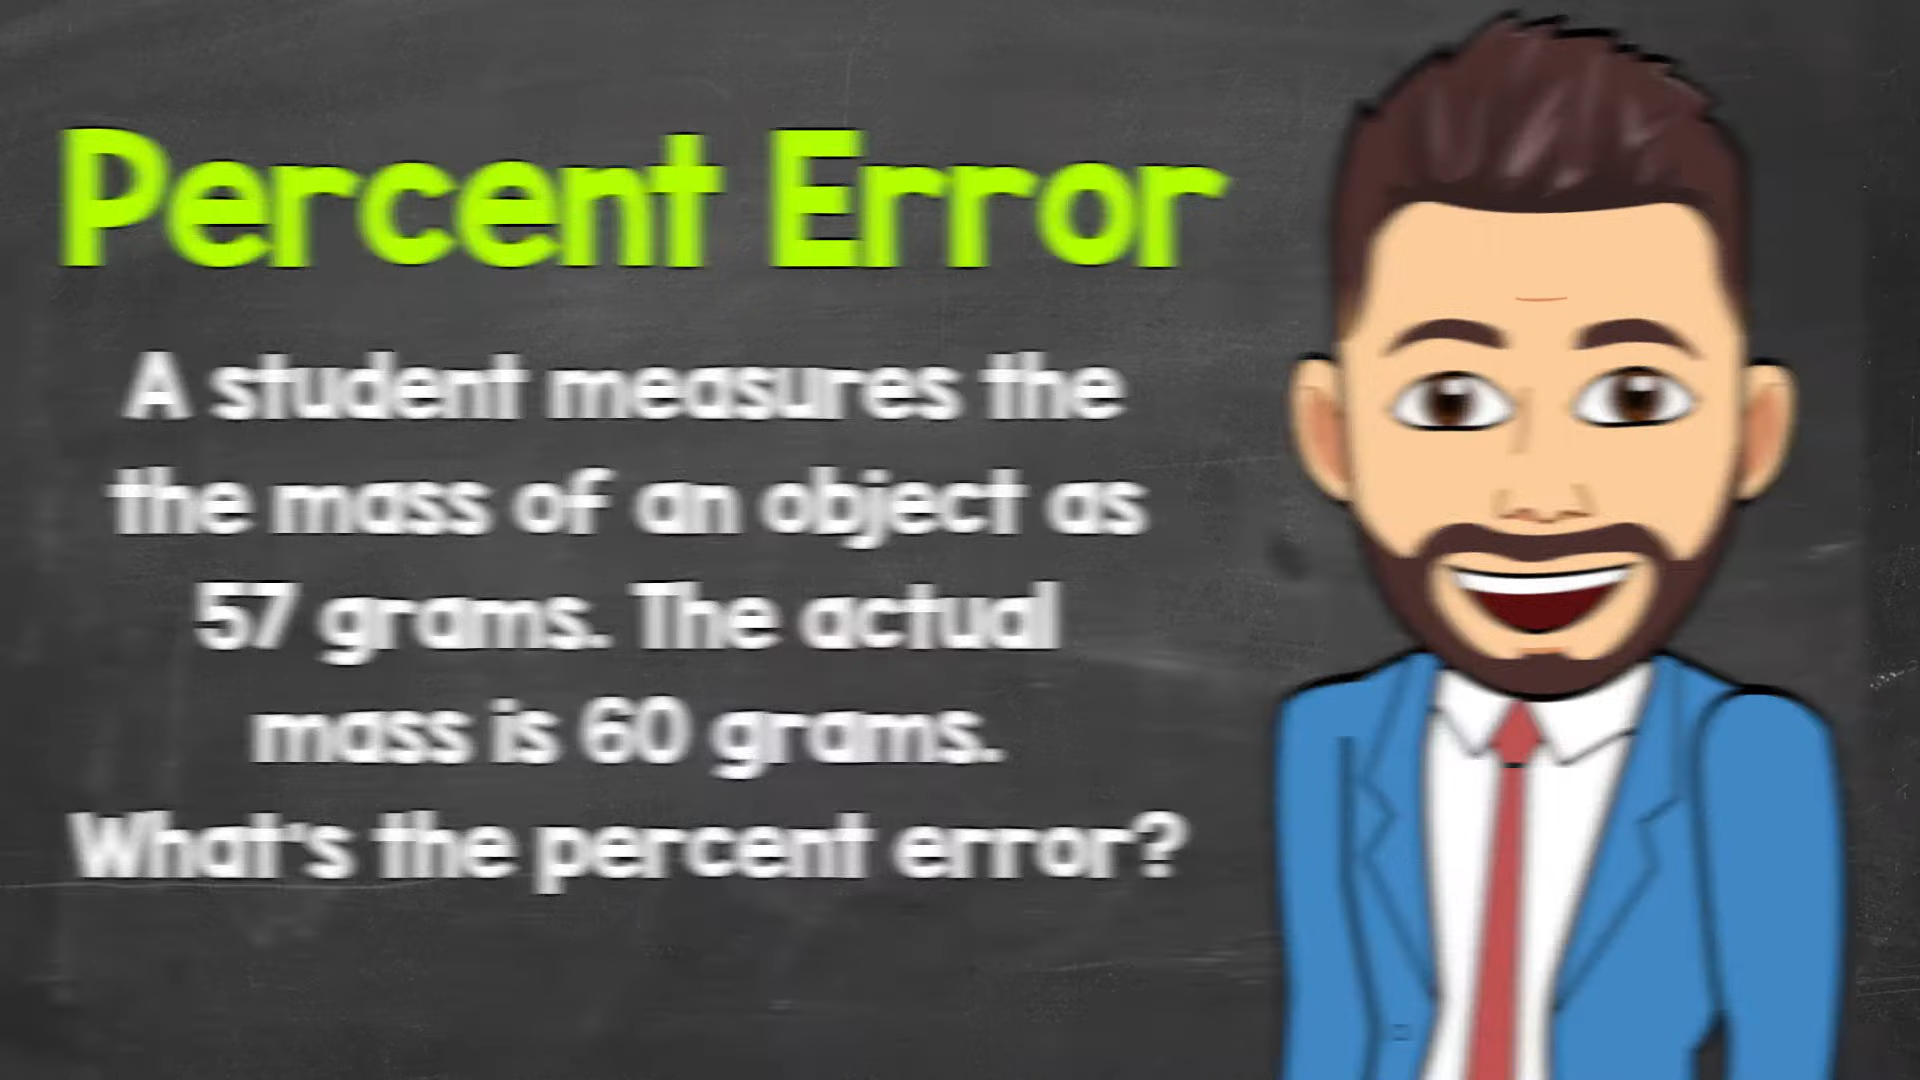 Percent Error
A student measures the
the mass of an object as
57 grams. The actual
mass is 60 grams.
What's the percent error?